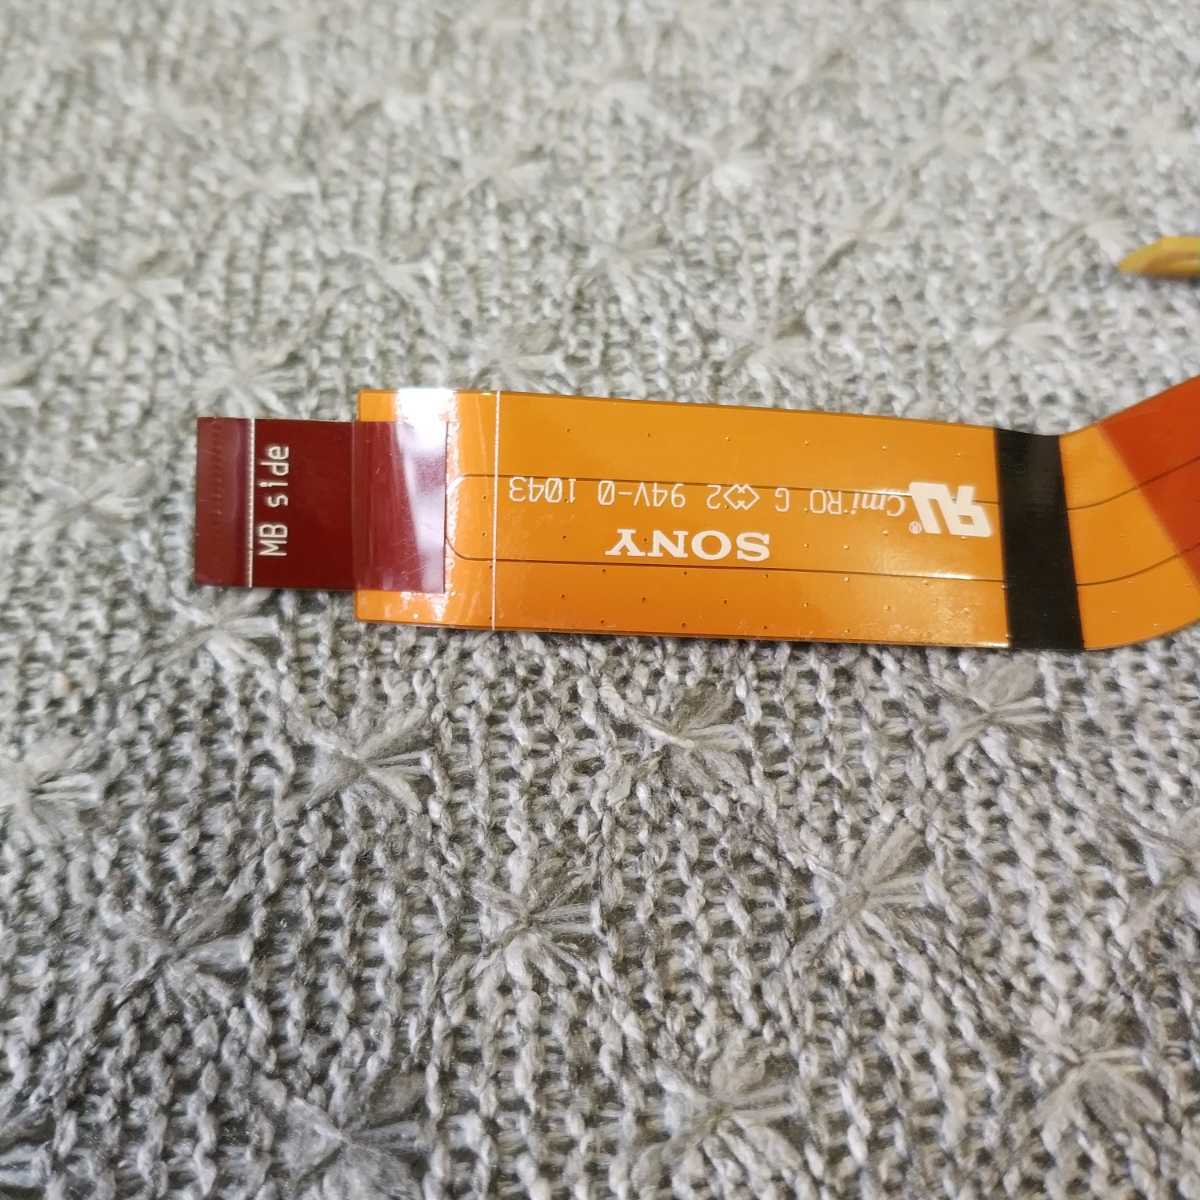 MB side
SONY
Cmi RO G 2 94V-0 1043